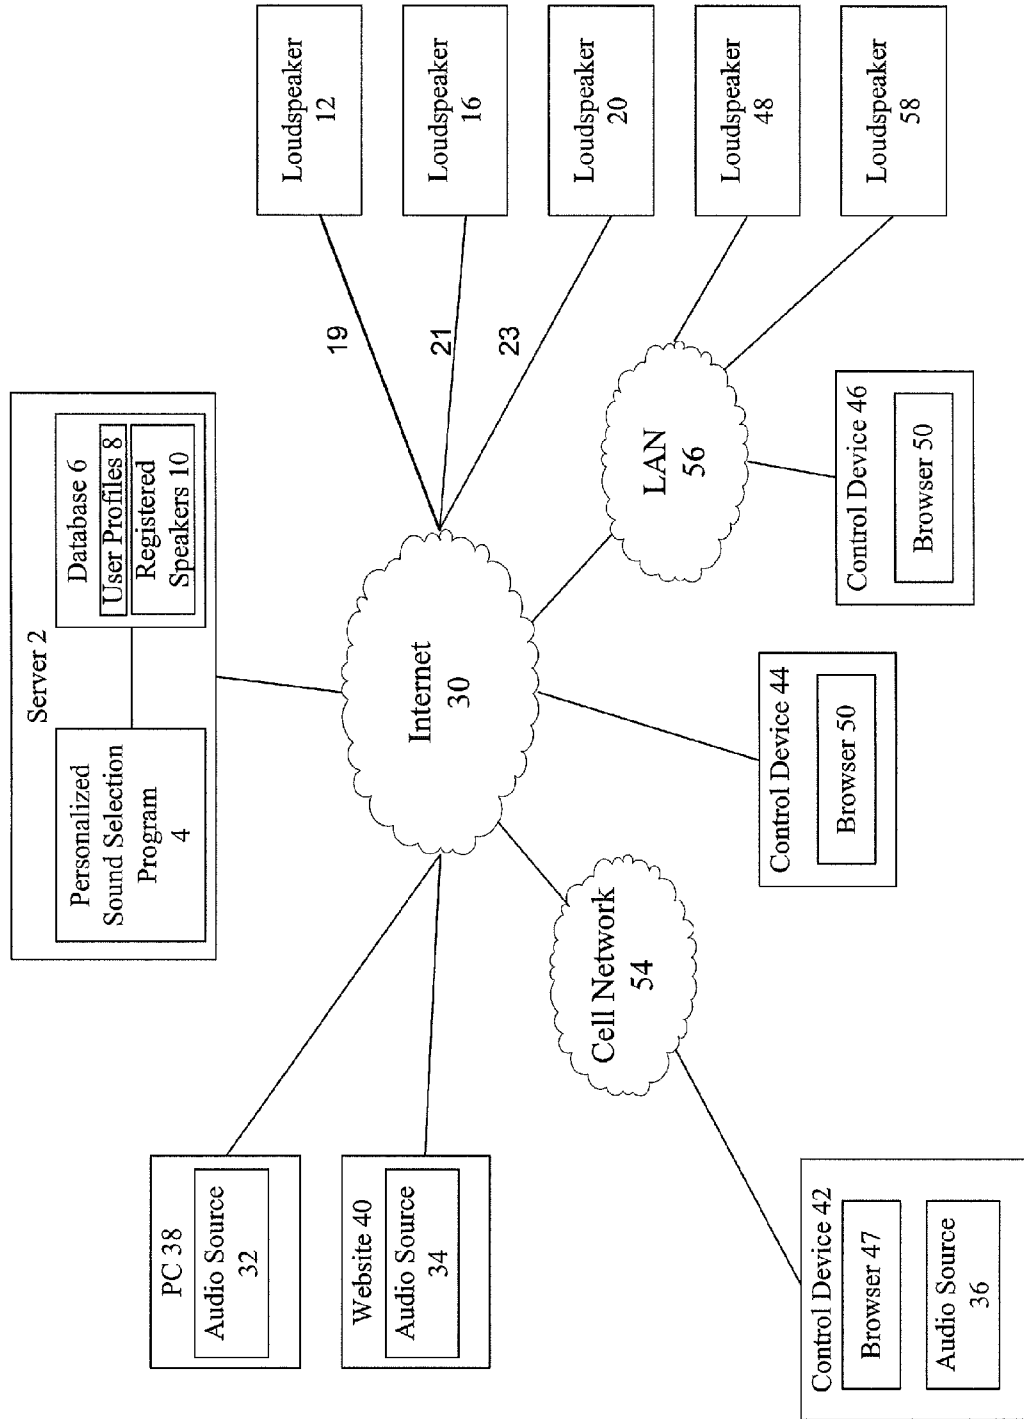 Server 2
Personalized
Sound Selection
Program
4
Database 6
User Profiles 8
Registered
Speakers 10
PC 38
Audio Source
32
Website 40
Audio Source
34
Internet
30
19
21
23
Loudspeaker
12
Loudspeaker
16
Loudspeaker
20
Loudspeaker
48
Loudspeaker
58
Cell Network
54
LAN
56
Control Device 42
Browser 47
Audio Source
36
Control Device 44
Browser 50
Control Device 46
Browser 50